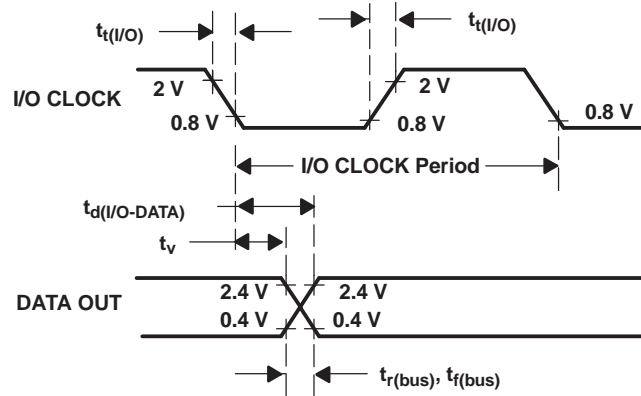 tt(I/O)
tt(I/O)
I/O CLOCK
2 V
2 V
0.8 V
0.8 V
0.8 V
I/O CLOCK Period
td(I/O-DATA)
tv
DATA OUT
2.4 V
2.4 V
0.4 V
0.4 V
tr(bus), tf(bus)